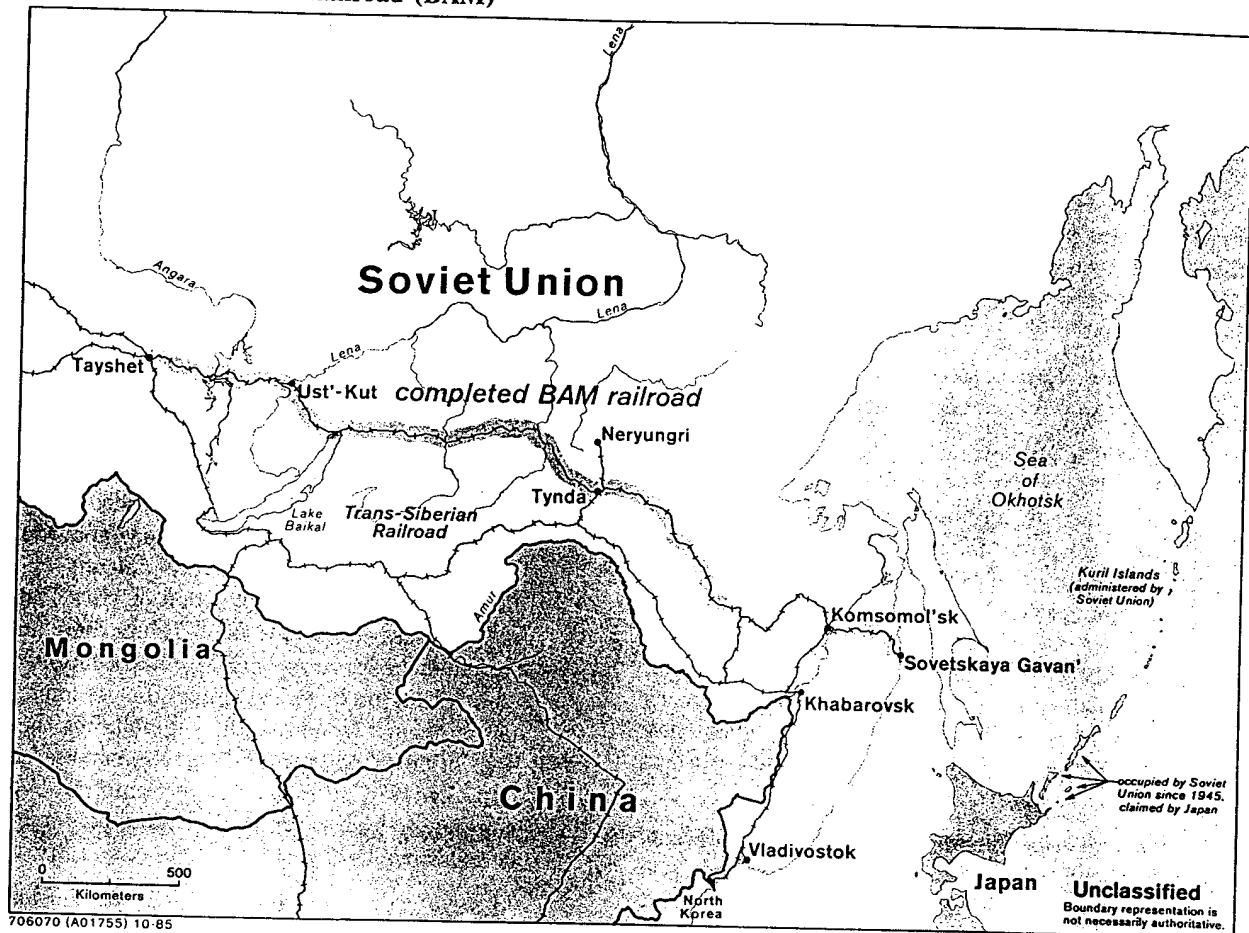 (BAM)
Lena
Angara
Soviet Union
Lena
Lena
Tayshet
Ust'-Kut
completed BAM railroad
Neryungri
Sea
of
Okhotsk
Tynda
Lake
Baikal
Trans-Siberian
Railroad
Kuril Islands
(administered by
Soviet Union)
Amur
Komsomol'sk
Mongolia
Sovetskaya Gavan'
Khabarovsk
occupied by Soviet
Union since 1945,
claimed by Japan
China
Vladivostok
0 500
Kilometers
North
Korea
Japan
Unclassified
Boundary representation is
not necessarily authoritative.
706070 (A01755) 10-85